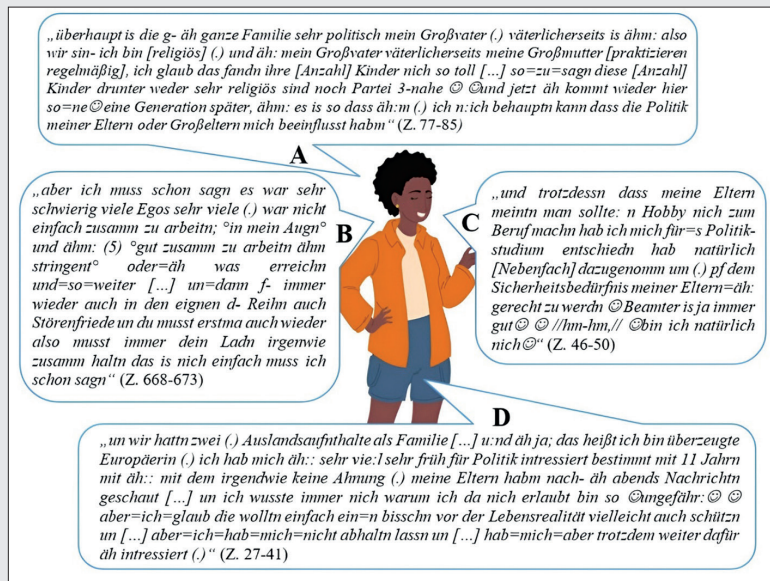 „überhaupt is die g- äh ganze Familie sehr politisch mein Großvater (.) väterlicherseits is ähm: also
wir sin- ich bin [religiös] (.) und äh: mein Großvater väterlicherseits meine Großmutter [praktizieren
regelmäßig], ich glaub das fandn ihre [Anzahl] Kinder nich so toll […] so=zu=sagn diese [Anzahl]
Kinder drunter weder sehr religiös sind noch Partei 3-nahe ☺ ☺und jetzt äh kommt wieder hier
so=ne☺eine Generation später, ähm: es is so dass äh:m (.) ich n:ich behauptn kann dass die Politik
meiner Eltern oder Großeltern mich beeinflusst habm“ (Z. 77-85)
A
„aber ich muss schon sagn es war sehr
schwierig viele Egos sehr viele (.) war nicht
einfach zusamm zu arbeitn; °in mein Augn°
und ähm: (5) °gut zusamm zu arbeitn ähm
stringent° oder=äh was erreichn
und=so=weiter […] un=dann f- immer
wieder auch in den eignen d- Reihn auch
Störenfriede un du musst erstma auch wieder
also musst immer dein Ladn irgenwie
zusamm haltn das is nich einfach muss ich
schon sagn“ (Z. 668-673)
B
C
„und trotzdessn dass meine Eltern
meintn man sollte: n Hobby nich zum
Beruf machn hab ich mich für=s Politik-
studium entschiedn hab natürlich
[Nebenfach] dazugenomm um (.) pf dem
Sicherheitsbedürfnis meiner Eltern=äh:
gerecht zu werdn ☺Beamter is ja immer
gut☺ ☺ //hm-hm,// ☺bin ich natürlich
nich☺“ (Z. 46-50)
D
„un wir hattn zwei (.) Auslandsaufnthalte als Familie […] u:nd äh ja; das heißt ich bin überzeugte
Europäerin (.) ich hab mich äh:: sehr vie:l sehr früh für Politik intressiert bestimmt mit 11 Jahrn
mit äh:: mit dem irgendwie keine Ahnung (.) meine Eltern habm nach- äh abends Nachrichtn
geschaut […] un ich wusste immer nich warum ich da nich erlaubt bin so ☺ungefähr:☺ ☺
aber=ich=glaub die wolltn einfach ein=n bisschn vor der Lebensrealität vielleicht auch schützn
un […] aber=ich=hab=mich=nicht abhaltn lassn un […] hab=mich=aber trotzdem weiter dafür
äh intressiert (.)“ (Z. 27-41)